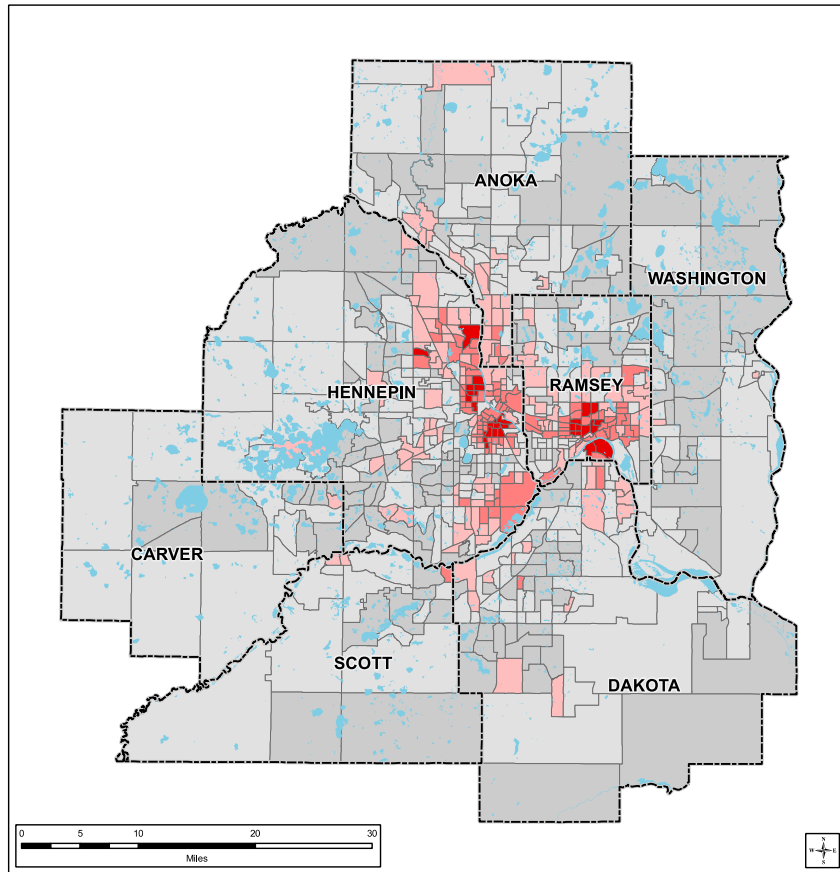 ANOKA
WASHINGTON
HENNEPIN
RAMSEY
CARVER
SCOTT
DAKOTA
0 5 10 20 30
Miles
N
W E
S